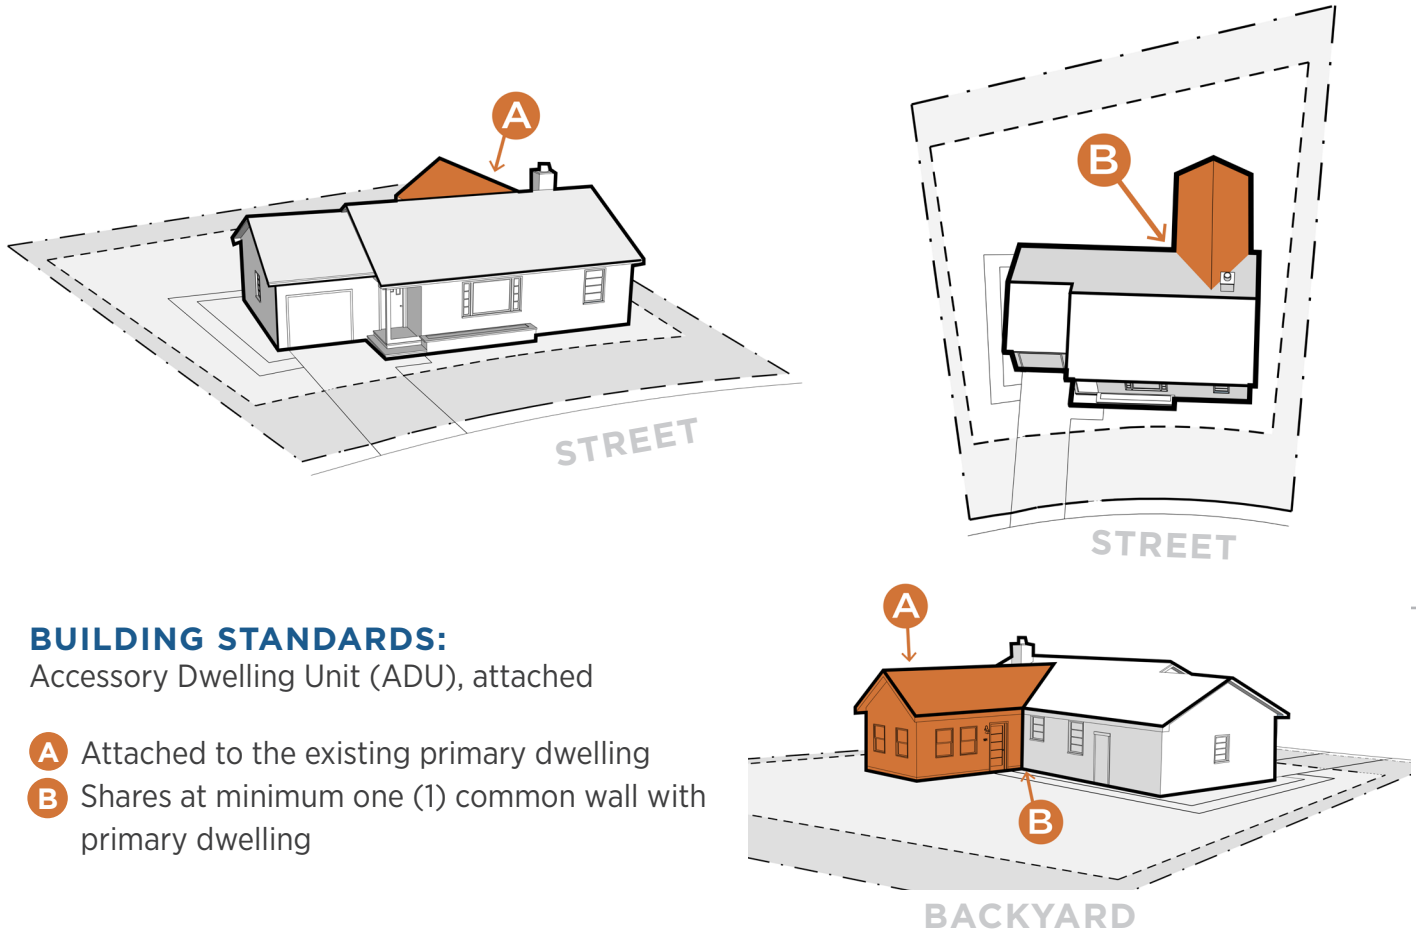 A
B
STREET
STREET
A
BUILDING STANDARDS:
Accessory Dwelling Unit (ADU), attached
A Attached to the existing primary dwelling
B Shares at minimum one (1) common wall with
primary dwelling
B
BACKYARD